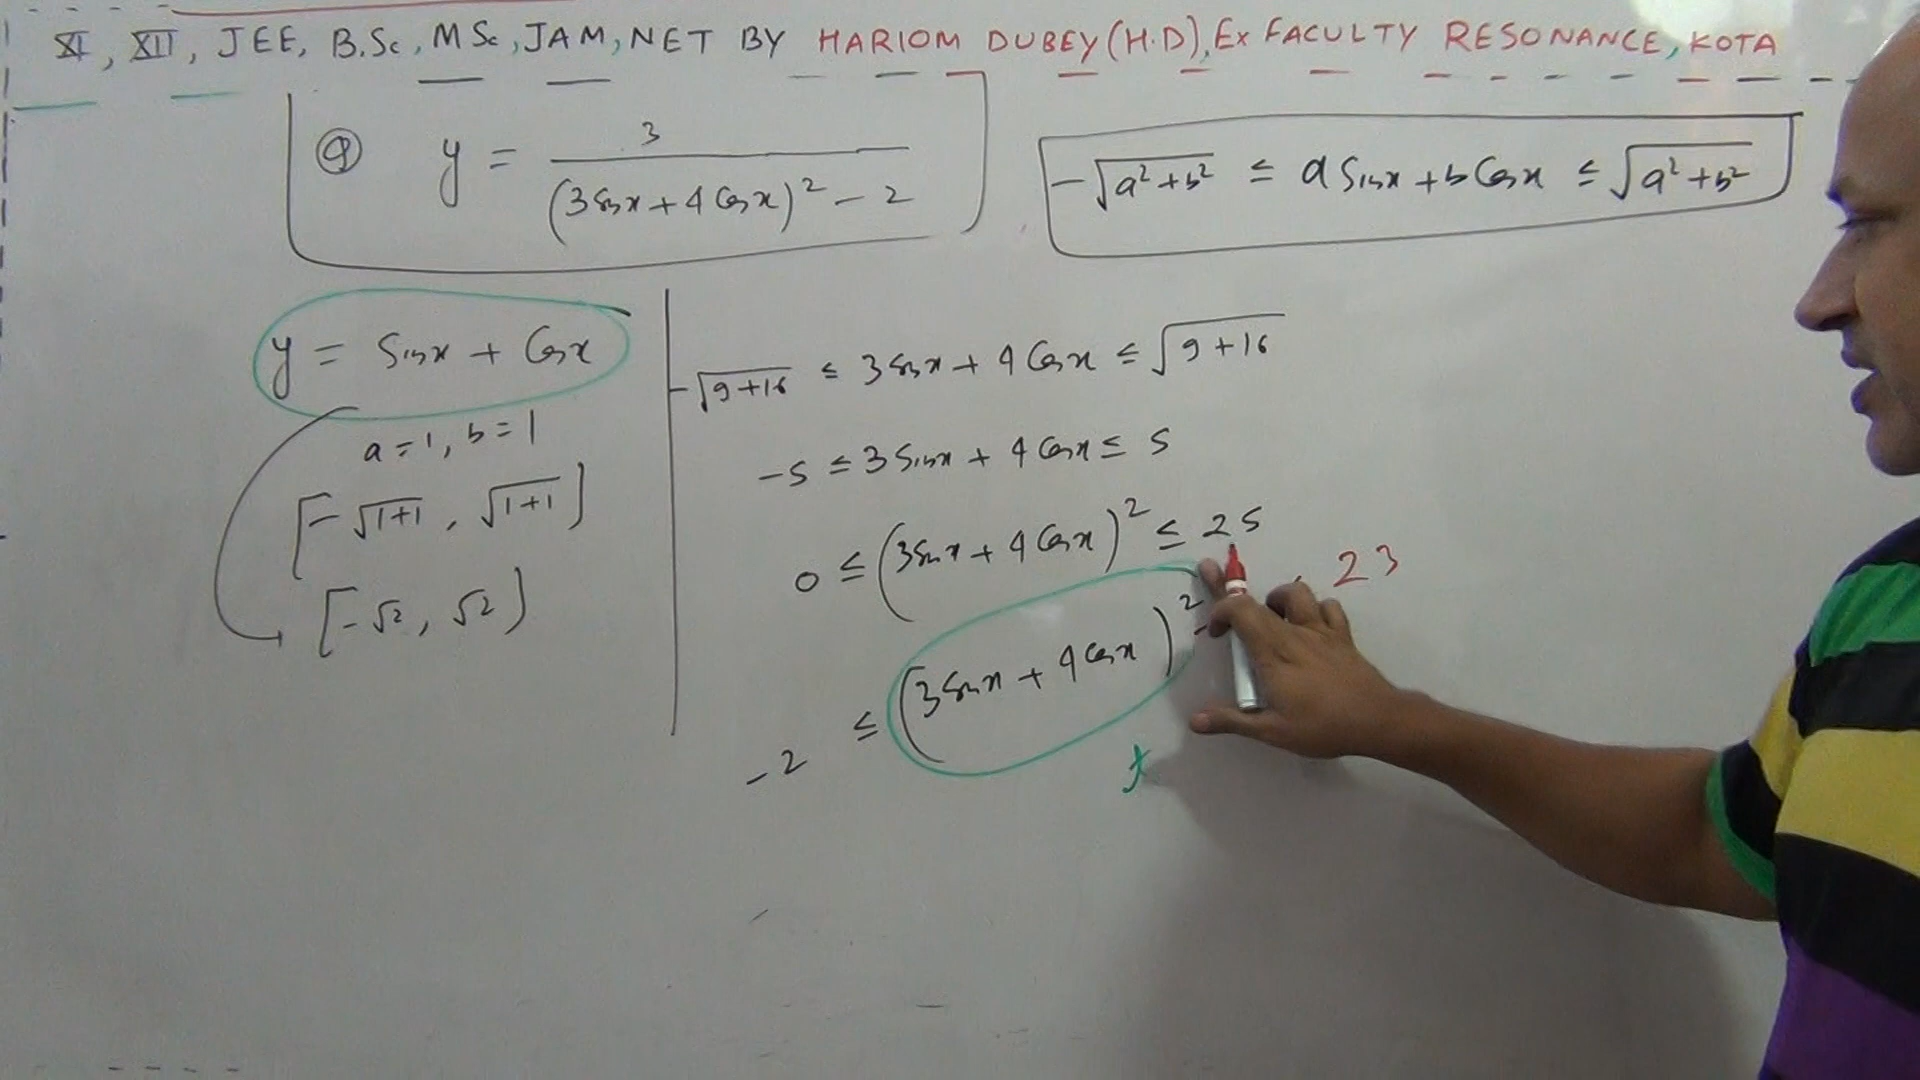 XI, XII, JEE, B.Sc, MSc, JAM, NET BY HARIOM DUBEY (H.D), Ex FACULTY RESONANCE, KOTA
Q y = 3 / ((3 Sin x + 4 Cos x)² - 2)
-√(a² + b²) ≤ a Sin x + b Cos x ≤ √(a² + b²)
y = Sin x + Cos x
a = 1, b = 1
[-√(1+1), √(1+1)]
[-√2, √2]
-√(9+16) ≤ 3 Sin x + 4 Cos x ≤ √(9+16)
-5 ≤ 3 Sin x + 4 Cos x ≤ 5
0 ≤ (3 Sin x + 4 Cos x)² ≤ 25
-2 ≤ (3 Sin x + 4 Cos x)² - 23
t